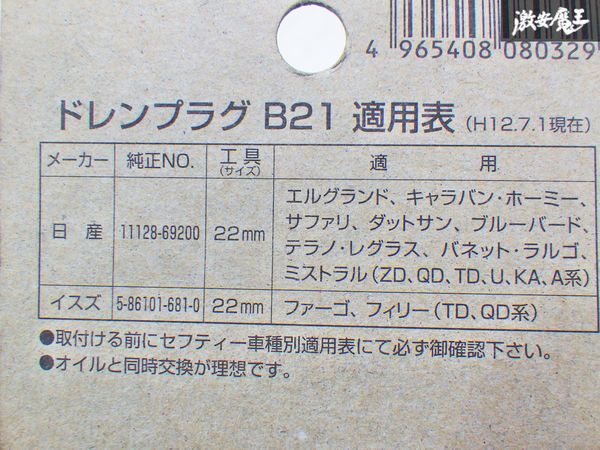 激安魔王
4 965408 080329
ドレンプラグ B21 適用表 (H12.7.1現在)
メーカー 純正NO. 工具(サイズ) 適用
日産 11128-69200 22mm エルグランド、キャラバン・ホーミー、
サファリ、ダットサン、ブルーバード、
テラノ・レグラス、バネット・ラルゴ、
ミストラル(ZD、QD、TD、U、KA、A系)
イスズ 5-86101-681-0 22mm ファーゴ、フィリー(TD、QD系)
●取付ける前にセフティー車種別適用表にて必ず御確認下さい。
●オイルと同時交換が理想です。